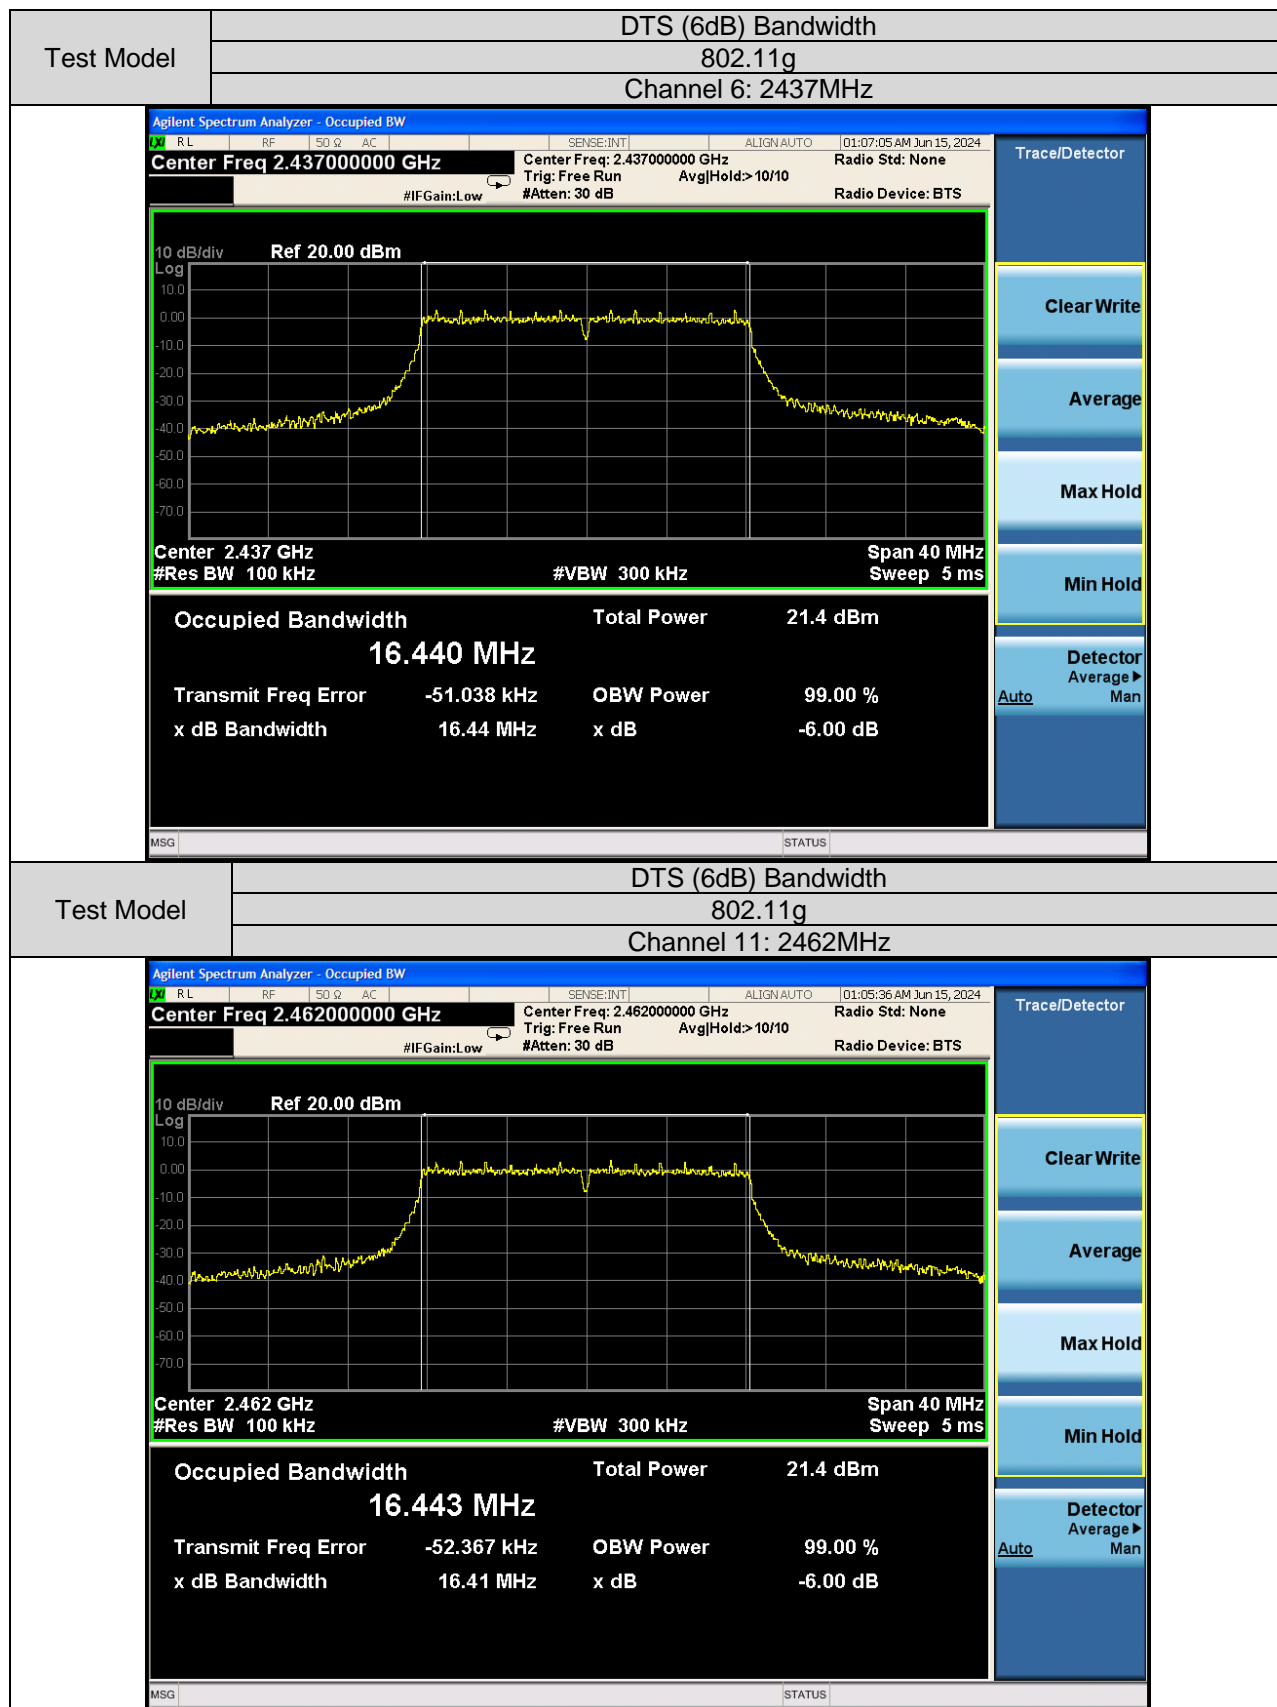 Test Model
DTS (6dB) Bandwidth
802.11g
Channel 6: 2437MHz
Agilent Spectrum Analyzer - Occupied BW
LXI RL RF 50 Ω AC SENSE:INT ALIGNAUTO 01:07:05 AM Jun 15, 2024
Center Freq 2.437000000 GHz
Center Freq: 2.437000000 GHz Radio Std: None
Trig: Free Run Avg|Hold:>10/10
#IFGain:Low #Atten: 30 dB Radio Device: BTS
Trace/Detector
10 dB/div Ref 20.00 dBm
Log
10.0
0.00
-10.0
-20.0
-30.0
-40.0
-50.0
-60.0
-70.0
Center 2.437 GHz Span 40 MHz
#Res BW 100 kHz #VBW 300 kHz Sweep 5 ms
Clear Write
Average
Max Hold
Min Hold
Detector
Average▶
Auto Man
Occupied Bandwidth Total Power 21.4 dBm
16.440 MHz
Transmit Freq Error -51.038 kHz OBW Power 99.00 %
x dB Bandwidth 16.44 MHz x dB -6.00 dB
MSG STATUS
Test Model
DTS (6dB) Bandwidth
802.11g
Channel 11: 2462MHz
Agilent Spectrum Analyzer - Occupied BW
LXI RL RF 50 Ω AC SENSE:INT ALIGNAUTO 01:05:36 AM Jun 15, 2024
Center Freq 2.462000000 GHz
Center Freq: 2.462000000 GHz Radio Std: None
Trig: Free Run Avg|Hold:>10/10
#IFGain:Low #Atten: 30 dB Radio Device: BTS
Trace/Detector
10 dB/div Ref 20.00 dBm
Log
10.0
0.00
-10.0
-20.0
-30.0
-40.0
-50.0
-60.0
-70.0
Center 2.462 GHz Span 40 MHz
#Res BW 100 kHz #VBW 300 kHz Sweep 5 ms
Clear Write
Average
Max Hold
Min Hold
Detector
Average▶
Auto Man
Occupied Bandwidth Total Power 21.4 dBm
16.443 MHz
Transmit Freq Error -52.367 kHz OBW Power 99.00 %
x dB Bandwidth 16.41 MHz x dB -6.00 dB
MSG STATUS